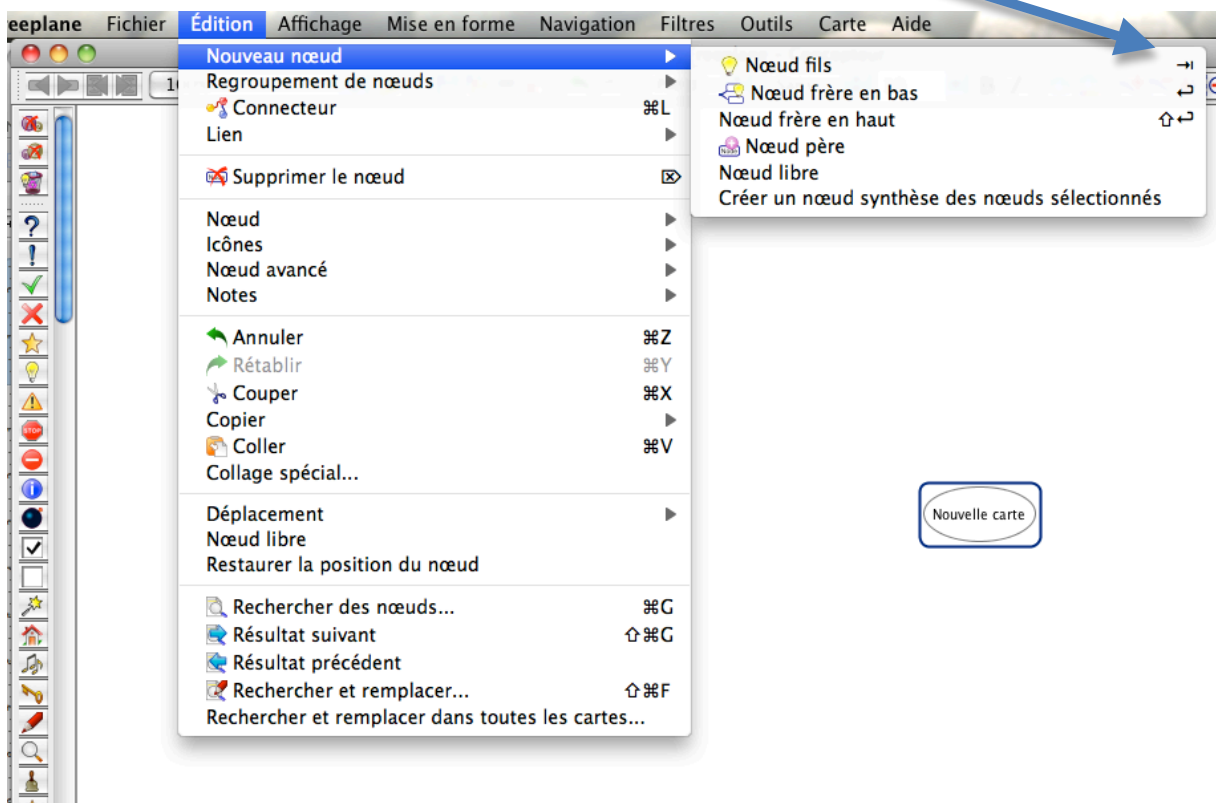 eeplane Fichier Édition Affichage Mise en forme Navigation Filtres Outils Carte Aide
Nouveau nœud
Regroupement de nœuds
Connecteur ⌘L
Lien
Supprimer le nœud ⌦
Nœud
Icônes
Nœud avancé
Notes
Annuler ⌘Z
Rétablir ⌘Y
Couper ⌘X
Copier
Coller ⌘V
Collage spécial...
Déplacement
Nœud libre
Restaurer la position du nœud
Rechercher des nœuds... ⌘G
Résultat suivant ⇧⌘G
Résultat précédent
Rechercher et remplacer... ⇧⌘F
Rechercher et remplacer dans toutes les cartes...
Nœud fils ⇥
Nœud frère en bas ↩
Nœud frère en haut ⇧↩
Nœud père
Nœud libre
Créer un nœud synthèse des nœuds sélectionnés
Nouvelle carte
STOP